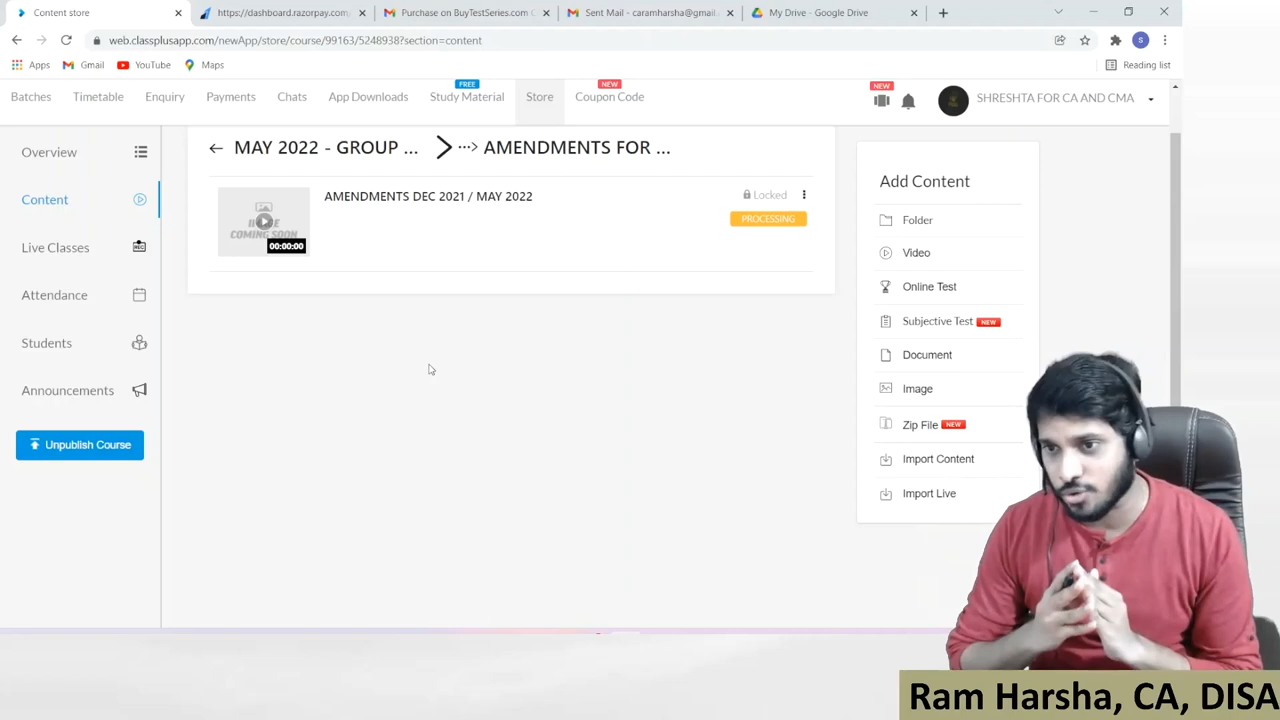 Content store
https://dashboard.razorpay.com
Purchase on BuyTestSeries.com
Sent Mail - caramharsha@gmail
My Drive - Google Drive
web.classplusapp.com/newApp/store/course/99163/5248938?section=content
S
Apps
Gmail
YouTube
Maps
Reading list
FREE
NEW
NEW
Batches
Timetable
Enquiry
Payments
Chats
App Downloads
Study Material
Store
Coupon Code
SHRESHTA FOR CA AND CMA
Overview
Content
Live Classes
Attendance
Students
Announcements
Unpublish Course
MAY 2022 - GROUP ...
AMENDMENTS FOR ...
AMENDMENTS DEC 2021 / MAY 2022
Locked
PROCESSING
COMING SOON
00:00:00
Add Content
Folder
Video
Online Test
Subjective Test NEW
Document
Image
Zip File NEW
Import Content
Import Live
Ram Harsha, CA, DISA